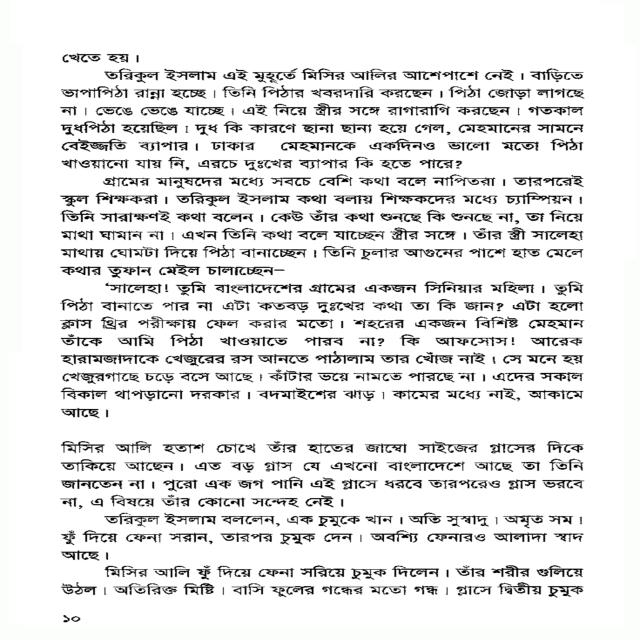 খেতে হয়।
তরিকুল ইসলাম এই মুহূর্তে মিসির আলির আশেপাশে নেই। বাড়িতে
ভাপাপিঠা রান্না হচ্ছে। তিনি পিঠার খবরদারি করছেন। পিঠা জোড়া লাগছে
না। ভেঙে ভেঙে যাচ্ছে। এই নিয়ে স্ত্রীর সঙ্গে রাগারাগি করছেন। গতকাল
দুধপিঠা হয়েছিল। দুধ কি কারণে ছানা ছানা হয়ে গেল, মেহমানের সামনে
বেইজ্জতি ব্যাপার। ঢাকার মেহমানকে একদিনও ভালো মতো পিঠা
খাওয়ানো যায় নি, এরচে দুঃখের ব্যাপার কি হতে পারে?
গ্রামের মানুষদের মধ্যে সবচে বেশি কথা বলে নাপিতরা। তারপরেই
স্কুল শিক্ষকরা। তরিকুল ইসলাম কথা বলায় শিক্ষকদের মধ্যে চ্যাম্পিয়ন।
তিনি সারাক্ষণই কথা বলেন। কেউ তাঁর কথা শুনছে কি শুনছে না, তা নিয়ে
মাথা ঘামান না। এখন তিনি কথা বলে যাচ্ছেন স্ত্রীর সঙ্গে। তাঁর স্ত্রী সালেহা
মাথায় ঘোমটা দিয়ে পিঠা বানাচ্ছেন। তিনি চুলার আগুনের পাশে হাত মেলে
কথার তুফান মেইল চালাচ্ছেন—
'সালেহা! তুমি বাংলাদেশের গ্রামের একজন সিনিয়ার মহিলা। তুমি
পিঠা বানাতে পার না এটা কতবড় দুঃখের কথা তা কি জান? এটা হলো
ক্লাস থ্রির পরীক্ষায় ফেল করার মতো। শহরের একজন বিশিষ্ট মেহমান
তাঁকে আমি পিঠা খাওয়াতে পারব না? কি আফসোস! আরেক
হারামজাদাকে খেজুরের রস আনতে পাঠালাম তার খোঁজ নাই। সে মনে হয়
খেজুরগাছে চড়ে বসে আছে। কাঁটার ভয়ে নামতে পারছে না। এদের সকাল
বিকাল থাপড়ানো দরকার। বদমাইশের ঝাড়। কামের মধ্যে নাই, আকামে
আছে।
মিসির আলি হতাশ চোখে তাঁর হাতের জাম্বো সাইজের গ্লাসের দিকে
তাকিয়ে আছেন। এত বড় গ্লাস যে এখনো বাংলাদেশে আছে তা তিনি
জানতেন না। পুরো এক জগ পানি এই গ্লাসে ধরবে তারপরেও গ্লাস ভরবে
না, এ বিষয়ে তাঁর কোনো সন্দেহ নেই।
তরিকুল ইসলাম বললেন, এক চুমুকে খান। অতি সুস্বাদু। অমৃত সম।
ফুঁ দিয়ে ফেনা সরান, তারপর চুমুক দেন। অবশ্যি ফেনারও আলাদা স্বাদ
আছে।
মিসির আলি ফুঁ দিয়ে ফেনা সরিয়ে চুমুক দিলেন। তাঁর শরীর গুলিয়ে
উঠল। অতিরিক্ত মিষ্টি। বাসি ফুলের গন্ধের মতো গন্ধ। গ্লাসে দ্বিতীয় চুমুক
১০